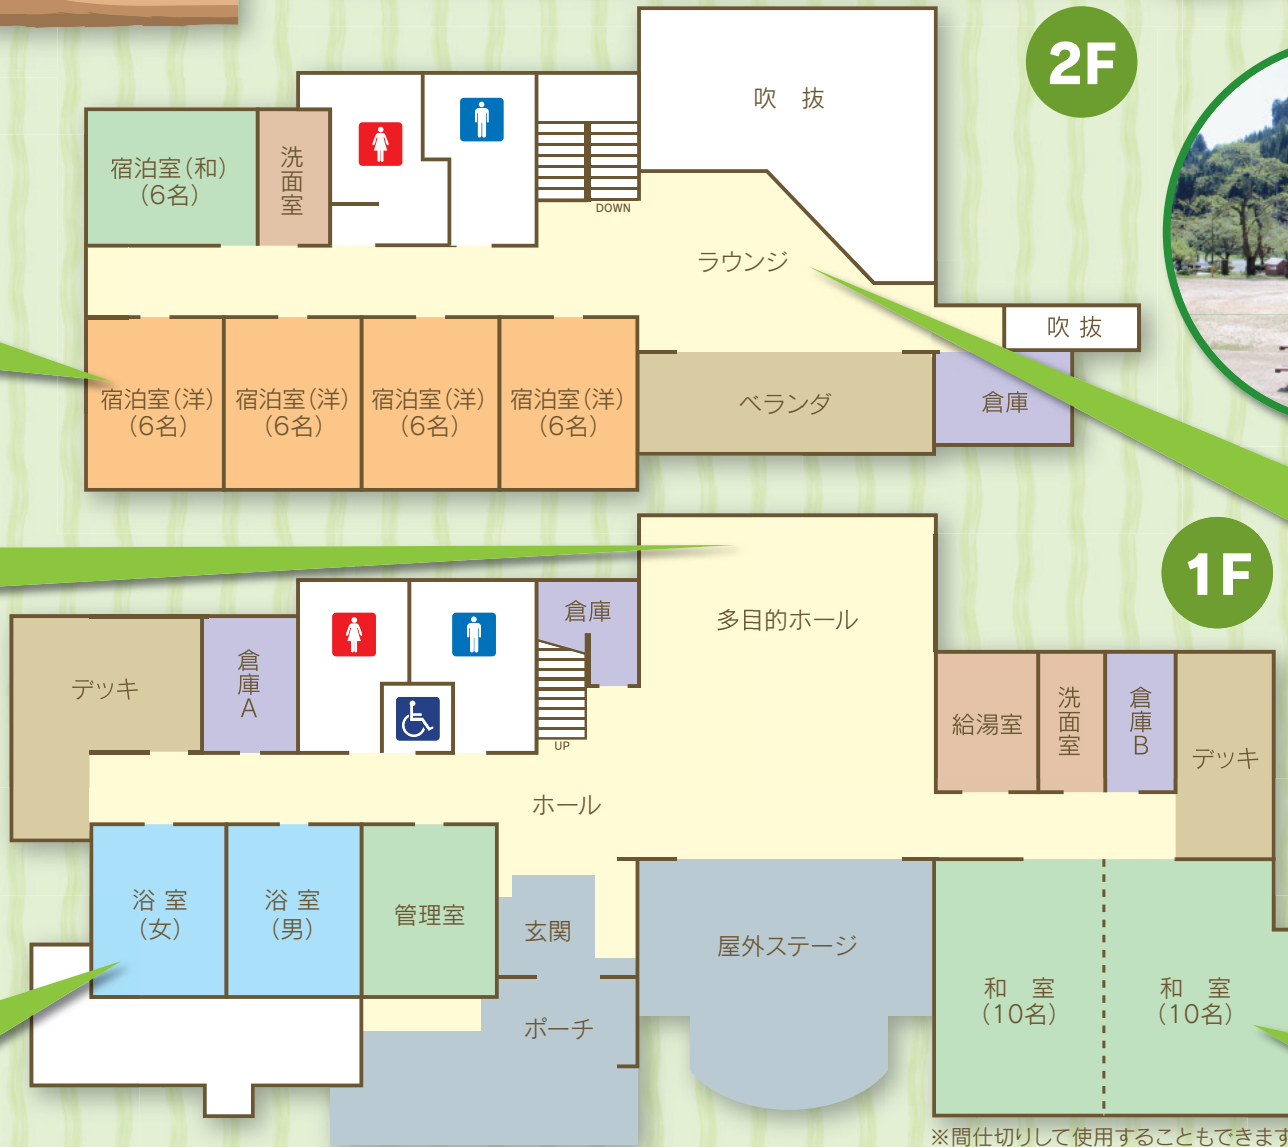 2F
吹　抜
宿泊室(和)
(6名)
洗面室
DOWN
ラウンジ
吹 抜
宿泊室(洋)
(6名)
宿泊室(洋)
(6名)
宿泊室(洋)
(6名)
宿泊室(洋)
(6名)
ベランダ
倉庫
1F
倉庫
多目的ホール
デッキ
倉庫A
UP
給湯室
洗面室
倉庫B
デッキ
ホール
浴 室
(女)
浴 室
(男)
管理室
玄関
屋外ステージ
和　室
(10名)
和　室
(10名)
ポーチ
※間仕切りして使用することもできます